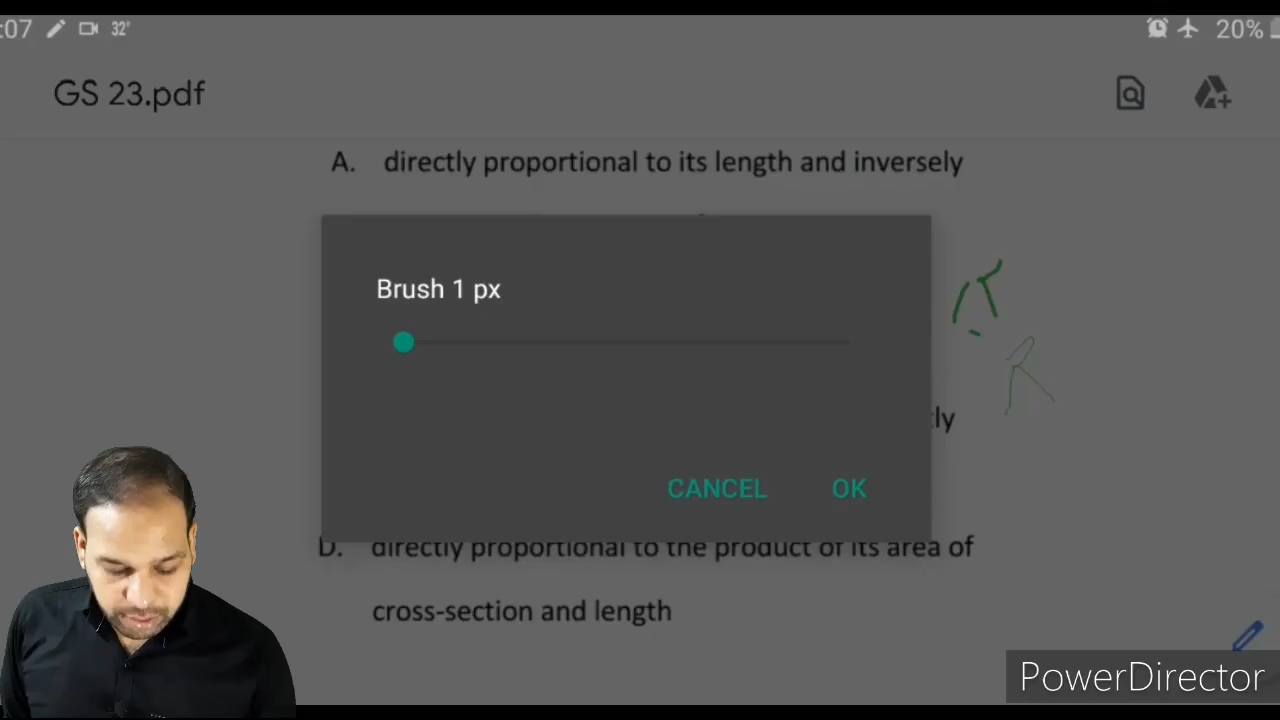 :07 32°
20%
GS 23.pdf
A. directly proportional to its length and inversely
Brush 1 px
R
tly
CANCEL OK
D. directly proportional to the product of its area of
cross-section and length
PowerDirector